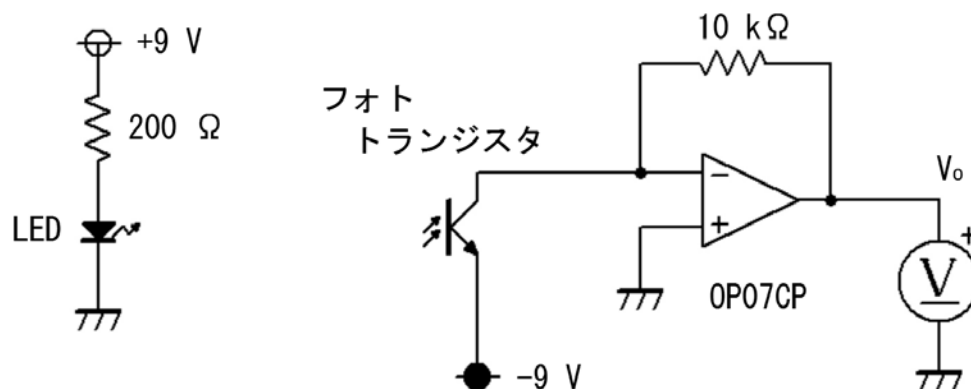 +9 V
200 Ω
LED
フォト
トランジスタ
-9 V
10 kΩ
−
+
OP07CP
Vo
+
V